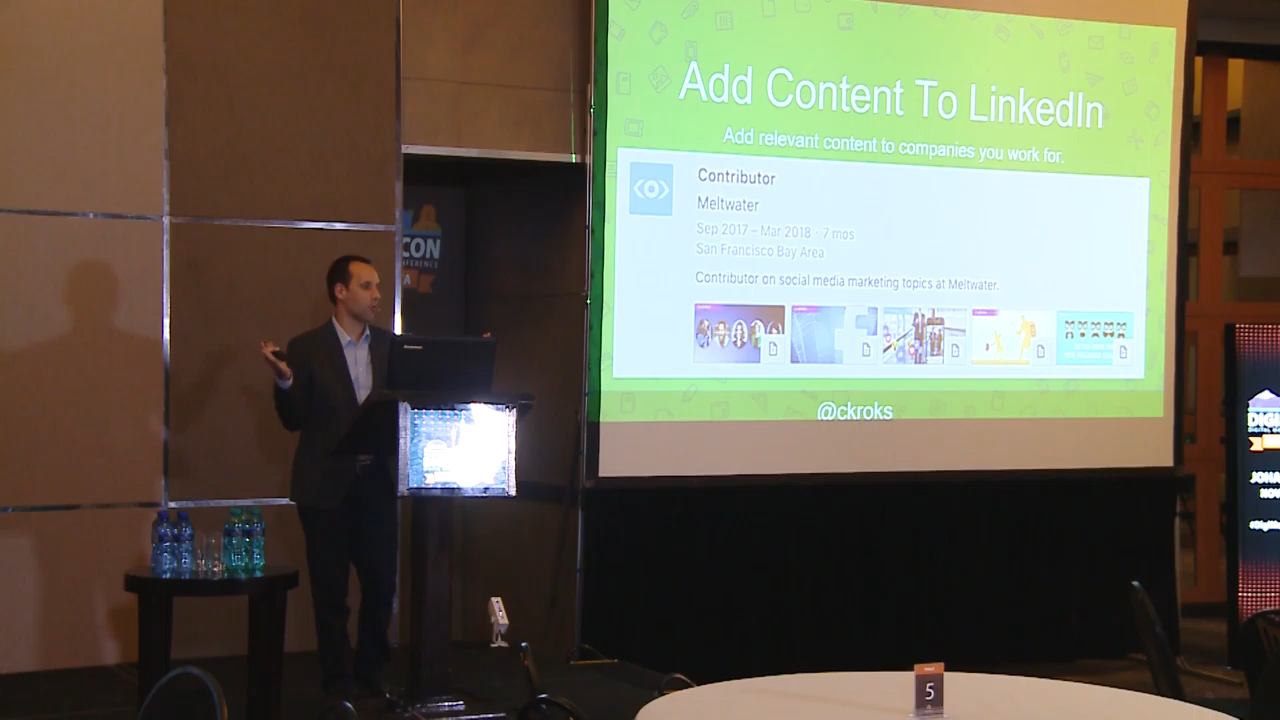 Add Content To LinkedIn
Add relevant content to companies you work for.
Contributor
Meltwater
Sep 2017 – Mar 2018 · 7 mos
San Francisco Bay Area
Contributor on social media marketing topics at Meltwater.
@ckroks
CON
5